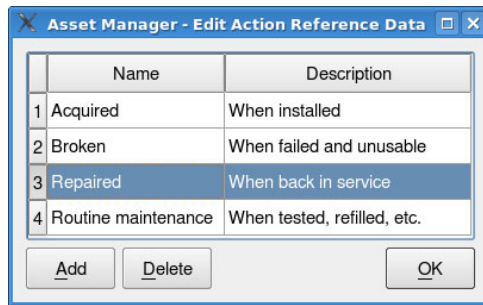 Asset Manager - Edit Action Reference Data
Name Description
1 Acquired When installed
2 Broken When failed and unusable
3 Repaired When back in service
4 Routine maintenance When tested, refilled, etc.
Add Delete OK